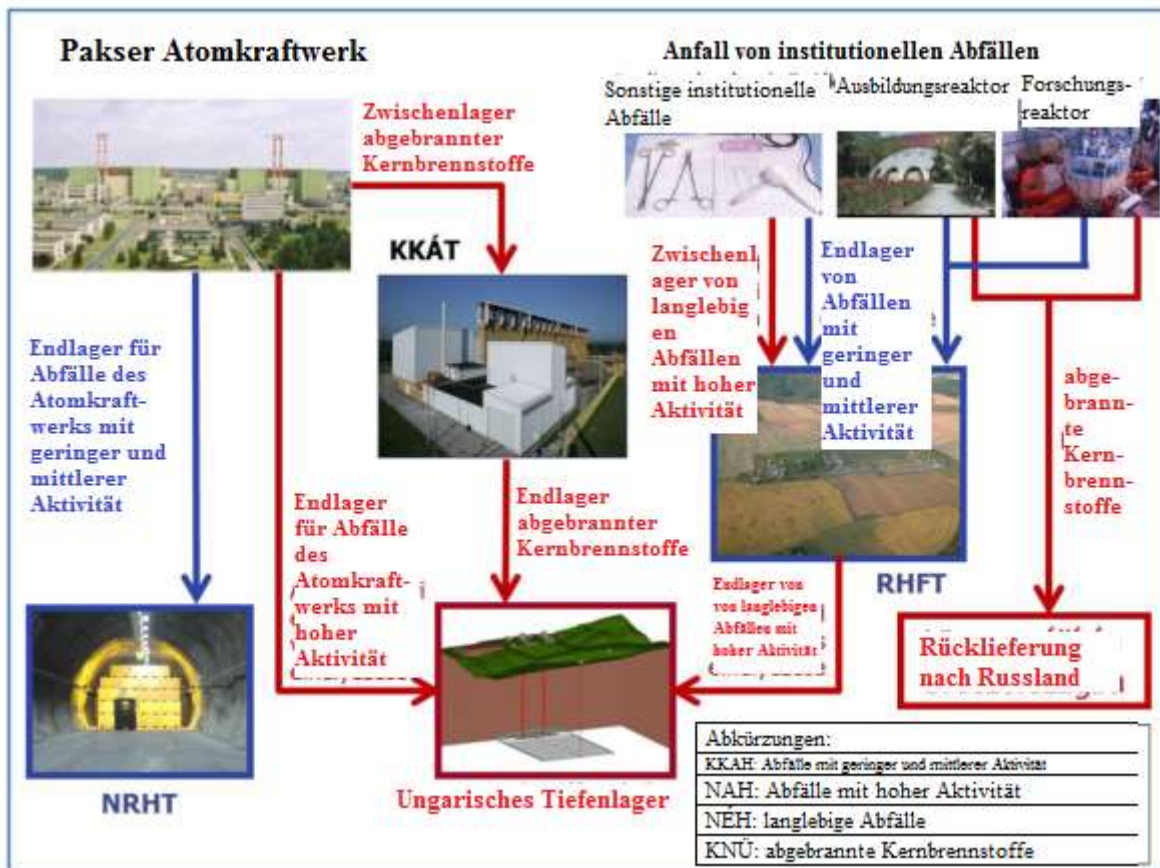 Pakser Atomkraftwerk
Anfall von institutionellen Abfällen
Sonstige institutionelle
Abfälle
Ausbildungsreaktor
Forschungs-
reaktor
Zwischenlager
abgebrannter
Kernbrennstoffe
KKÁT
Zwischenl
ager von
langlebig
en
Abfällen
mit hoher
Aktivität
Endlager
von
Abfällen
mit
geringer
und
mittlerer
Aktivität
Endlager für
Abfälle des
Atomkraft-
werks mit
geringer und
mittlerer
Aktivität
abge-
brann-
te
Kern-
brenn-
stoffe
Endlager
für Abfälle
des
Atomkraft-
werks mit
hoher
Aktivität
Endlager
abgebrannter
Kernbrennstoffe
Endlager von
von langlebigen
Abfällen mit
hoher Aktivität
RHFT
Rücklieferung
nach Russland
NRHT
Ungarisches Tiefenlager
Abkürzungen:
KKAH: Abfälle mit geringer und mittlerer Aktivität
NAH: Abfälle mit hoher Aktivität
NÉH: langlebige Abfälle
KNÜ: abgebrannte Kernbrennstoffe